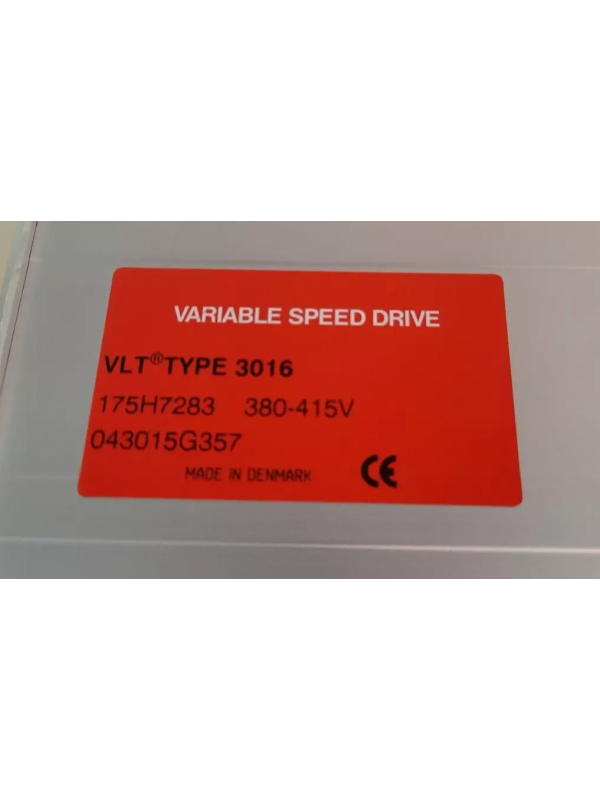 VARIABLE SPEED DRIVE
VLT®TYPE 3016
175H7283 380-415V
043015G357
MADE IN DENMARK CE